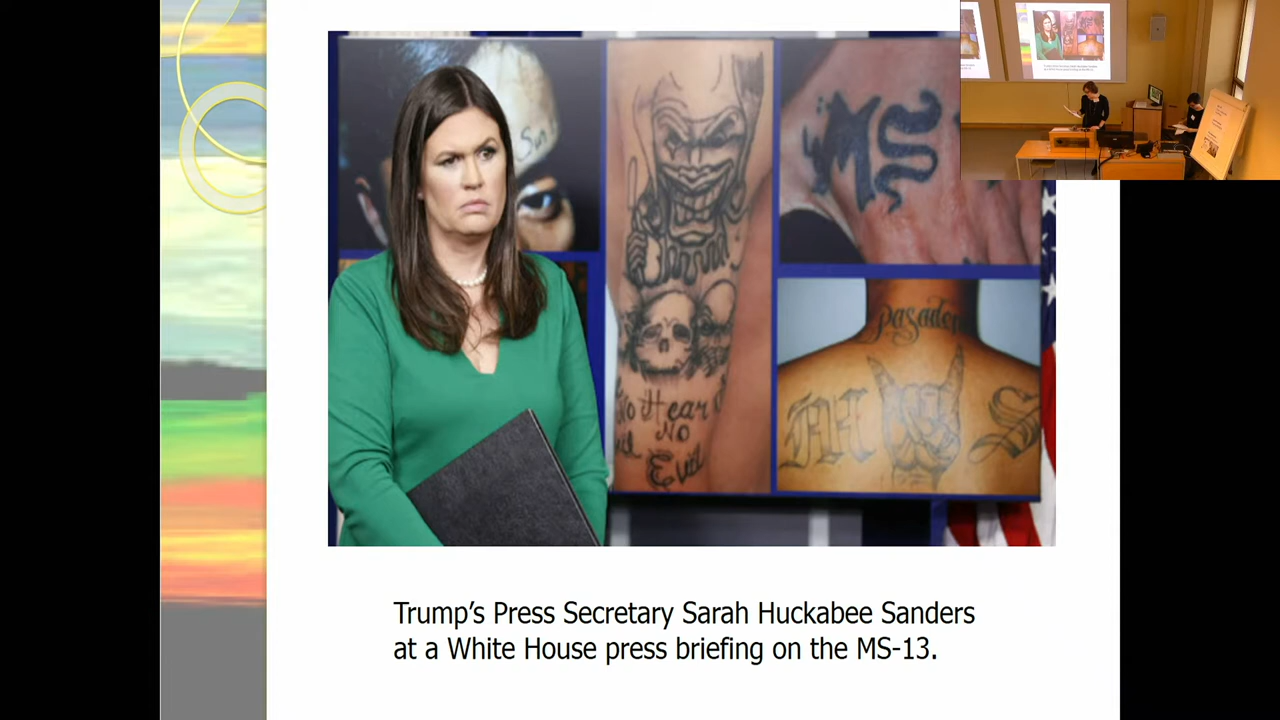 MS
Pasaden
No Hear
No
Evil
M S
Trump's Press Secretary Sarah Huckabee Sanders
at a White House press briefing on the MS-13.